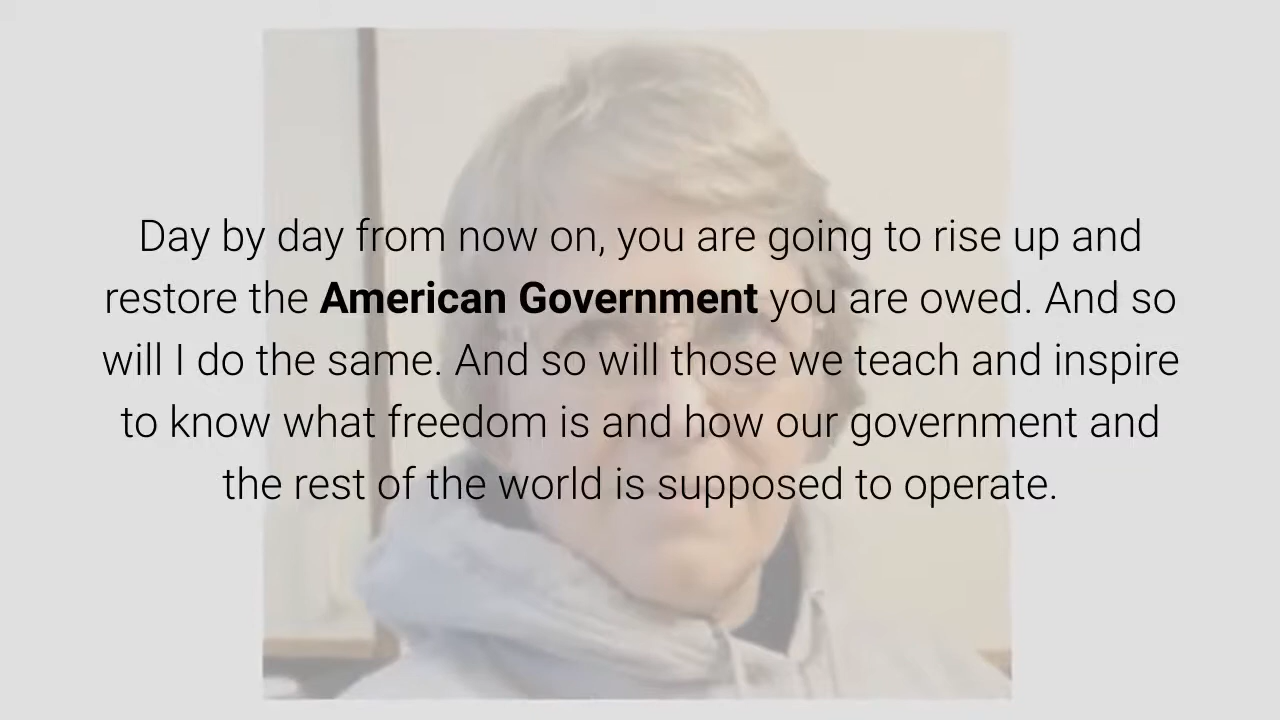 Day by day from now on, you are going to rise up and
restore the American Government you are owed. And so
will I do the same. And so will those we teach and inspire
to know what freedom is and how our government and
the rest of the world is supposed to operate.